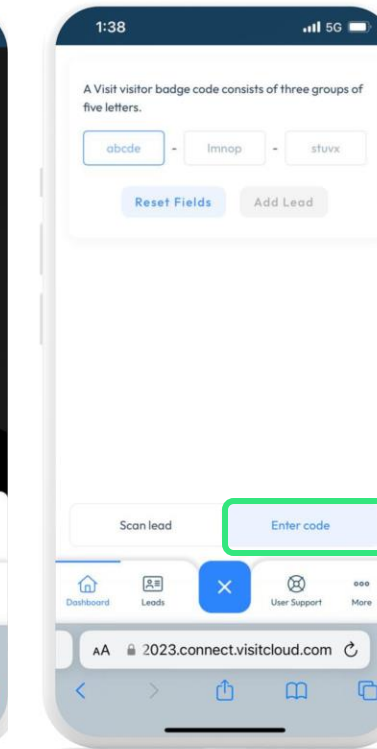 1:38 5G
A Visit visitor badge code consists of three groups of
five letters.
abcde - lmnop - stuvx
Reset Fields Add Lead
Scan lead Enter code
Dashboard Leads User Support More
AA 2023.connect.visitcloud.com